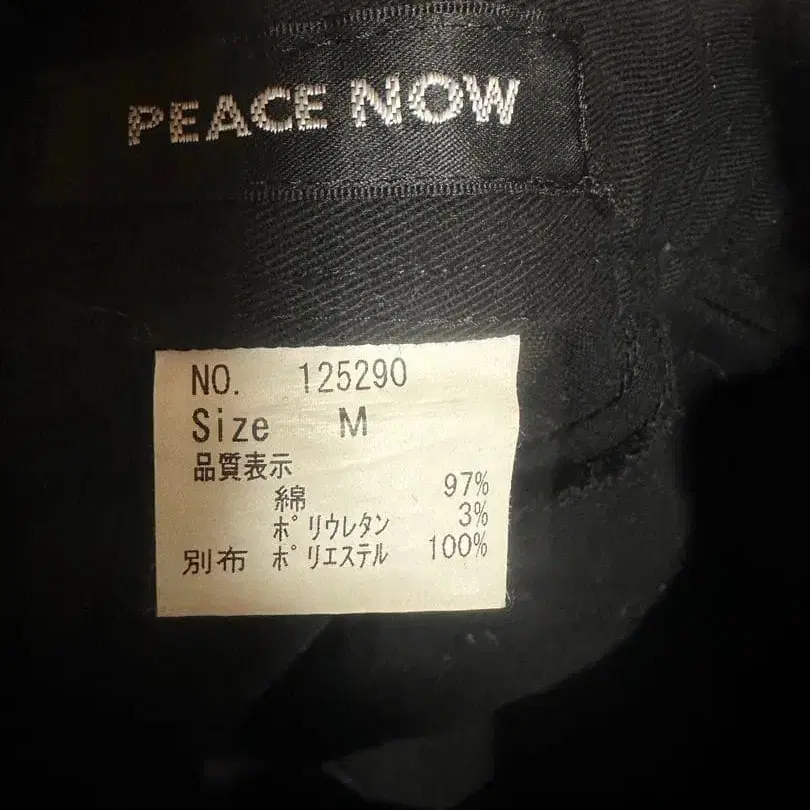 PEACE NOW
NO. 125290
Size M
品質表示
綿 97%
ポリウレタン 3%
別布 ポリエステル 100%